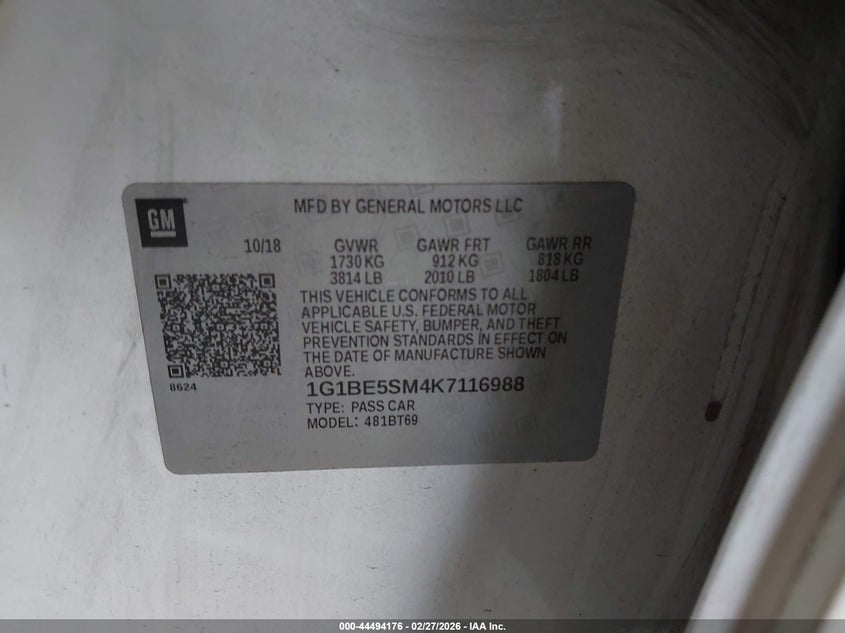 GM
MFD BY GENERAL MOTORS LLC
10/18 GVWR GAWR FRT GAWR RR
1730 KG 912 KG 818 KG
3814 LB 2010 LB 1804 LB
THIS VEHICLE CONFORMS TO ALL
APPLICABLE U.S. FEDERAL MOTOR
VEHICLE SAFETY, BUMPER, AND THEFT
PREVENTION STANDARDS IN EFFECT ON
THE DATE OF MANUFACTURE SHOWN
ABOVE.
8624
1G1BE5SM4K7116988
TYPE: PASS CAR
MODEL: 481BT69
000-44494176 - 02/27/2026 - IAA Inc.